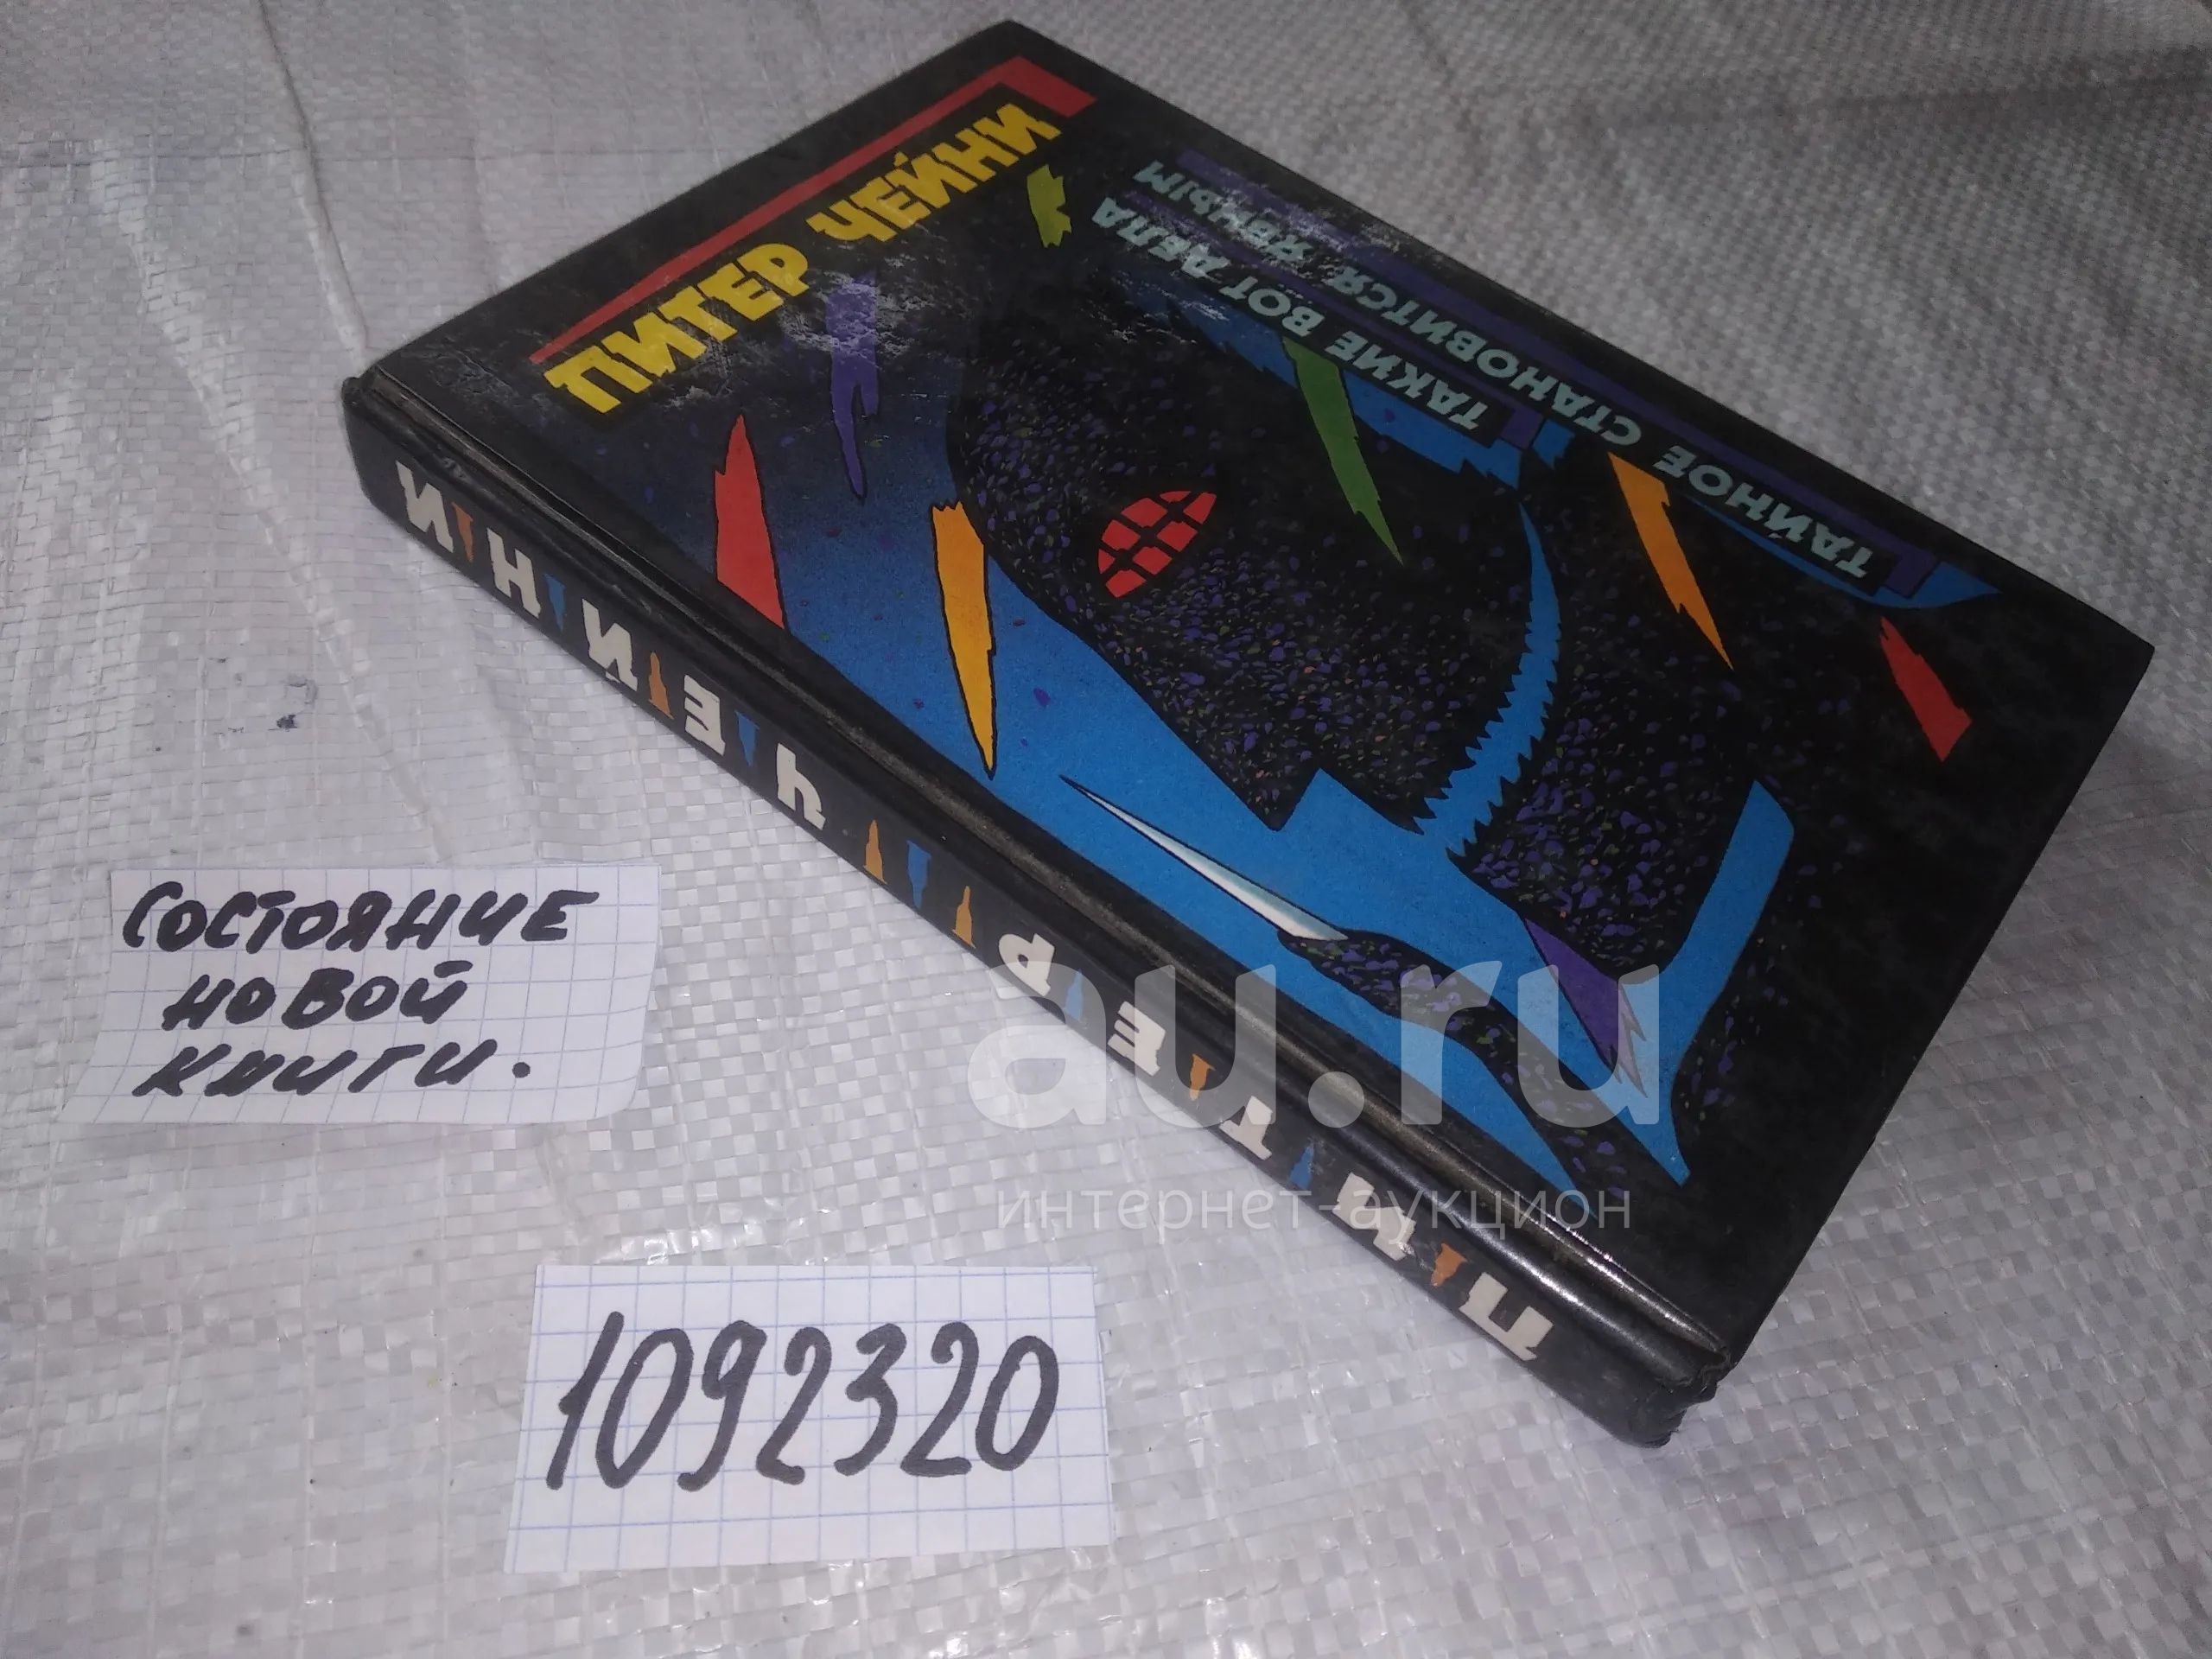 ПИТЕР ЧЕЙНИ
ТАКИЕ ВОТ ДЕЛА
ТАЙНОЕ СТАНОВИТСЯ ЯВНЫМ
ПИТЕР ЧЕЙНИ
СОСТОЯНИЕ
НОВОЙ
КНИГИ.
au.ru
интернет-аукцион
1092320